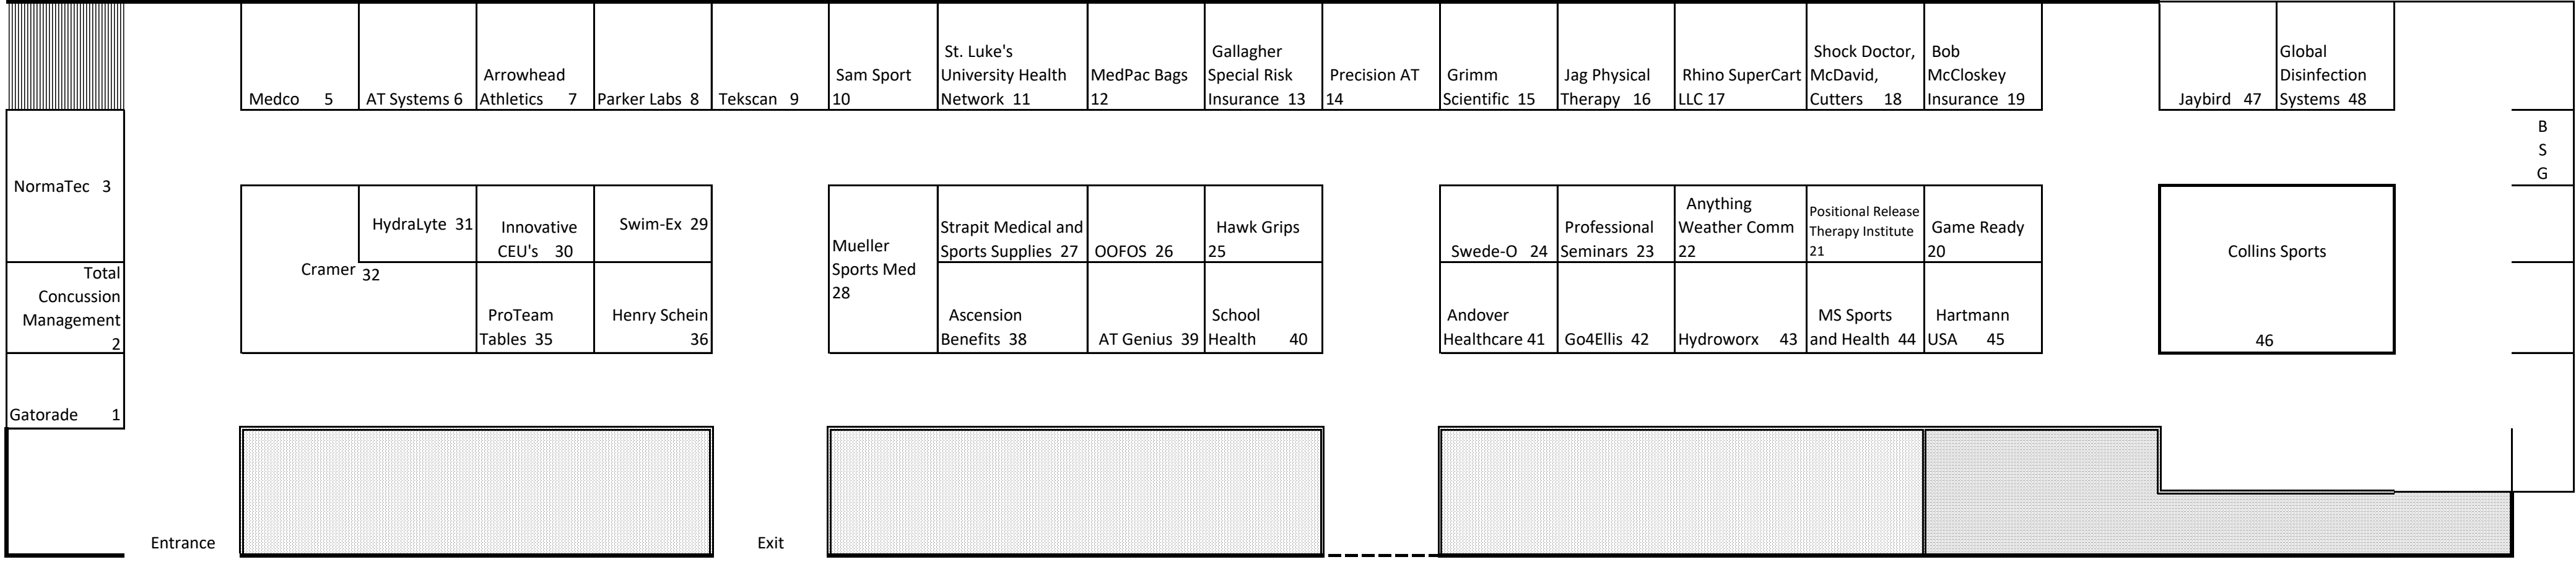 Medco 5
AT Systems 6
Arrowhead
Athletics 7
Parker Labs 8
Tekscan 9
Sam Sport
10
St. Luke's
University Health
Network 11
MedPac Bags
12
Gallagher
Special Risk
Insurance 13
Precision AT
14
Grimm
Scientific 15
Jag Physical
Therapy 16
Rhino SuperCart
LLC 17
Shock Doctor,
McDavid,
Cutters 18
Bob
McCloskey
Insurance 19
Jaybird 47
Global
Disinfection
Systems 48
B
S
G
NormaTec 3
Total
Concussion
Management
2
Gatorade 1
Cramer 32
HydraLyte 31
Innovative
CEU's 30
Swim-Ex 29
ProTeam
Tables 35
Henry Schein
36
Mueller
Sports Med
28
Strapit Medical and
Sports Supplies 27
OOFOS 26
Hawk Grips
25
Ascension
Benefits 38
AT Genius 39
School
Health 40
Swede-O 24
Professional
Seminars 23
Anything
Weather Comm
22
Positional Release
Therapy Institute
21
Game Ready
20
Andover
Healthcare 41
Go4Ellis 42
Hydroworx 43
MS Sports
and Health 44
Hartmann
USA 45
Collins Sports
46
Entrance
Exit